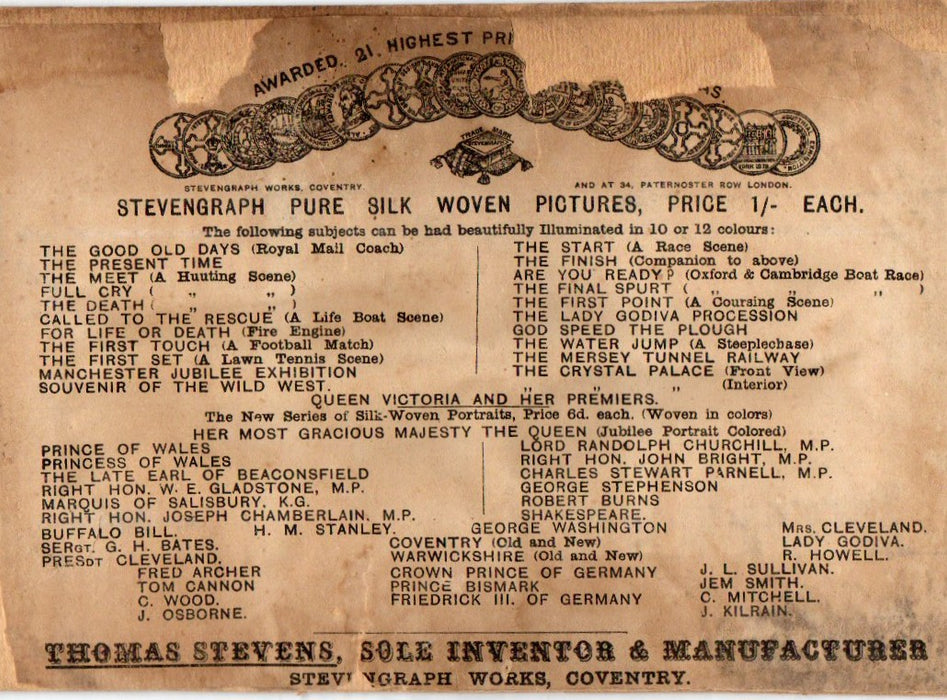 AWARDED. 21. HIGHEST PRI
AS.
TRADE MARK
STEVENGRAPH
STEVENGRAPH WORKS, COVENTRY.
AND AT 34, PATERNOSTER ROW LONDON.
STEVENGRAPH PURE SILK WOVEN PICTURES, PRICE 1/- EACH.
The following subjects can be had beautifully Illuminated in 10 or 12 colours:
THE GOOD OLD DAYS (Royal Mail Coach)
THE PRESENT TIME
THE MEET (A Huuting Scene)
FULL CRY ( „ „ )
THE DEATH ( „ „ )
CALLED TO THE RESCUE (A Life Boat Scene)
FOR LIFE OR DEATH (Fire Engine)
THE FIRST TOUCH (A Football Match)
THE FIRST SET (A Lawn Tennis Scene)
MANCHESTER JUBILEE EXHIBITION
SOUVENIR OF THE WILD WEST.
THE START (A Race Scene)
THE FINISH (Companion to above)
ARE YOU READY? (Oxford & Cambridge Boat Race)
THE FINAL SPURT ( „ „ „ )
THE FIRST POINT (A Coursing Scene)
THE LADY GODIVA PROCESSION
GOD SPEED THE PLOUGH
THE WATER JUMP (A Steeplechase)
THE MERSEY TUNNEL RAILWAY
THE CRYSTAL PALACE (Front View)
„ „ „ (Interior)
QUEEN VICTORIA AND HER PREMIERS.
The New Series of Silk-Woven Portraits, Price 6d. each. (Woven in colors)
HER MOST GRACIOUS MAJESTY THE QUEEN (Jubilee Portrait Colored)
PRINCE OF WALES
PRINCESS OF WALES
THE LATE EARL OF BEACONSFIELD
RIGHT HON. W. E. GLADSTONE, M.P.
MARQUIS OF SALISBURY, K.G.
RIGHT HON. JOSEPH CHAMBERLAIN. M.P.
LORD RANDOLPH CHURCHILL, M.P.
RIGHT HON. JOHN BRIGHT, M.P.
CHARLES STEWART PARNELL, M.P.
GEORGE STEPHENSON
ROBERT BURNS
SHAKESPEARE.
BUFFALO BILL. H. M. STANLEY. GEORGE WASHINGTON MRS. CLEVELAND.
SERGT. G. H. BATES. COVENTRY (Old and New) LADY GODIVA.
PRESDT CLEVELAND. WARWICKSHIRE (Old and New) R. HOWELL.
FRED ARCHER CROWN PRINCE OF GERMANY J. L. SULLIVAN.
TOM CANNON PRINCE BISMARK JEM SMITH.
C. WOOD. FRIEDRICK III. OF GERMANY C. MITCHELL.
J. OSBORNE. J. KILRAIN.
THOMAS STEVENS, SOLE INVENTOR & MANUFACTURER
STEVENGRAPH WORKS, COVENTRY.